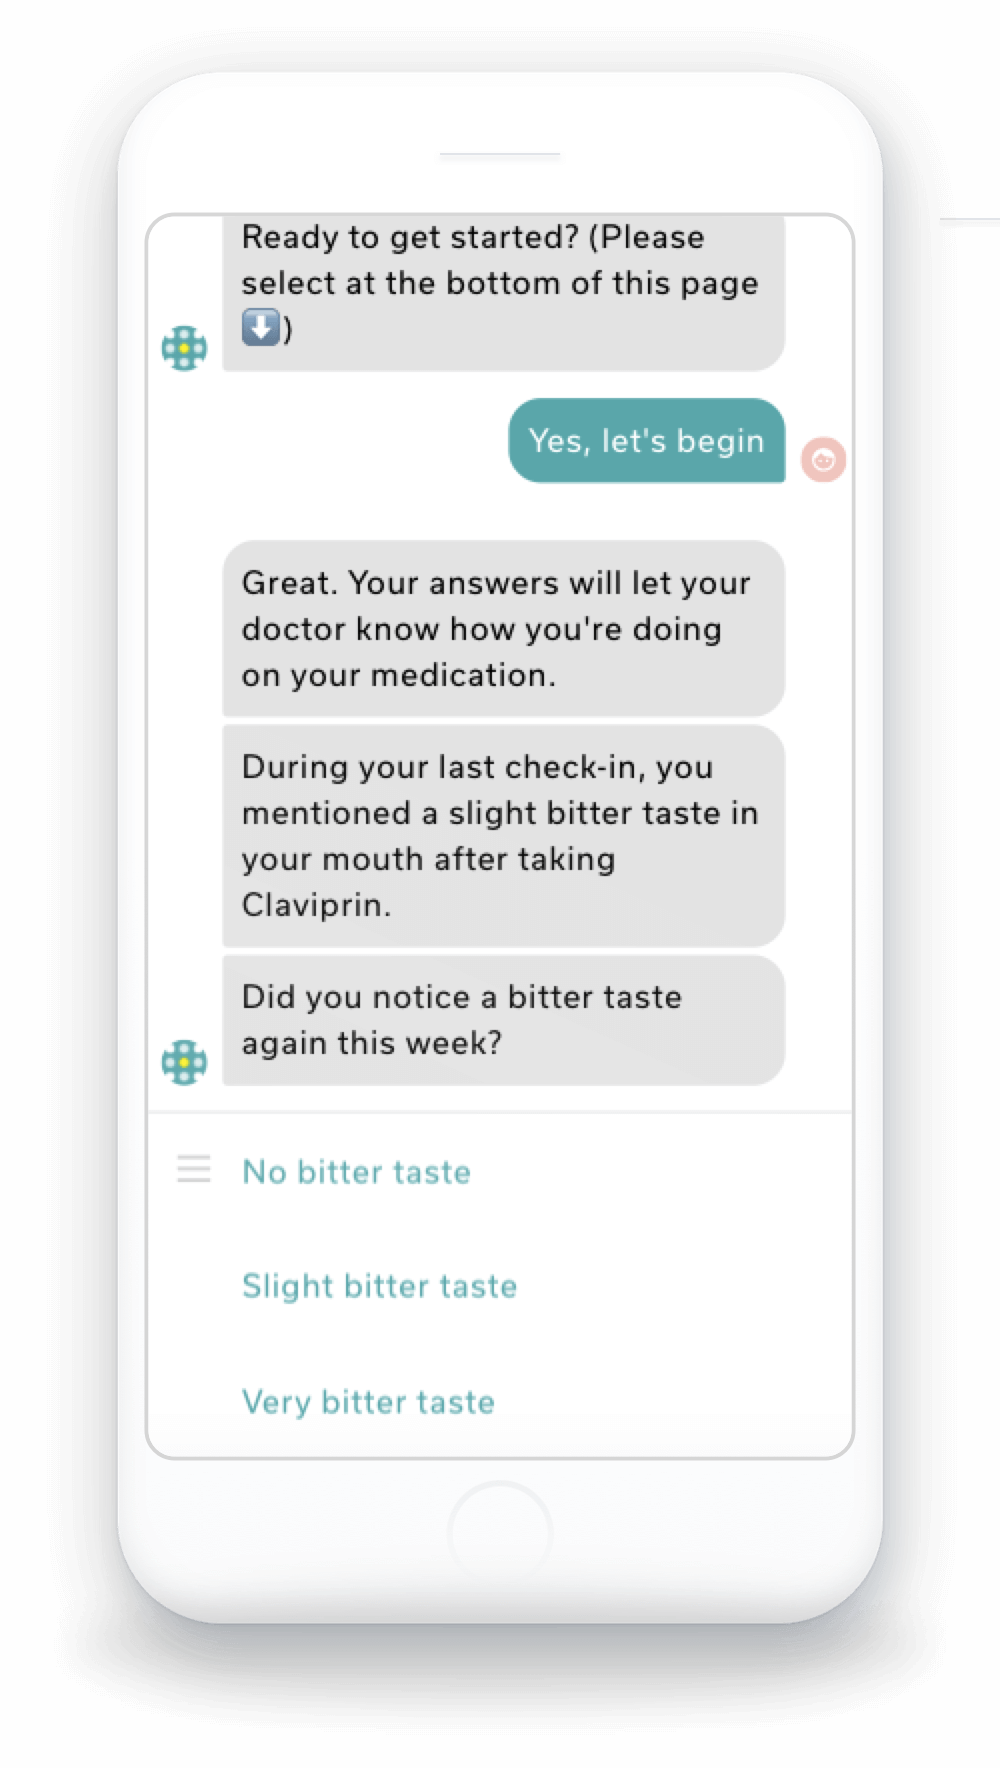 Ready to get started? (Please
select at the bottom of this page
⬇️)
Yes, let's begin
Great. Your answers will let your
doctor know how you're doing
on your medication.
During your last check-in, you
mentioned a slight bitter taste in
your mouth after taking
Claviprin.
Did you notice a bitter taste
again this week?
No bitter taste
Slight bitter taste
Very bitter taste